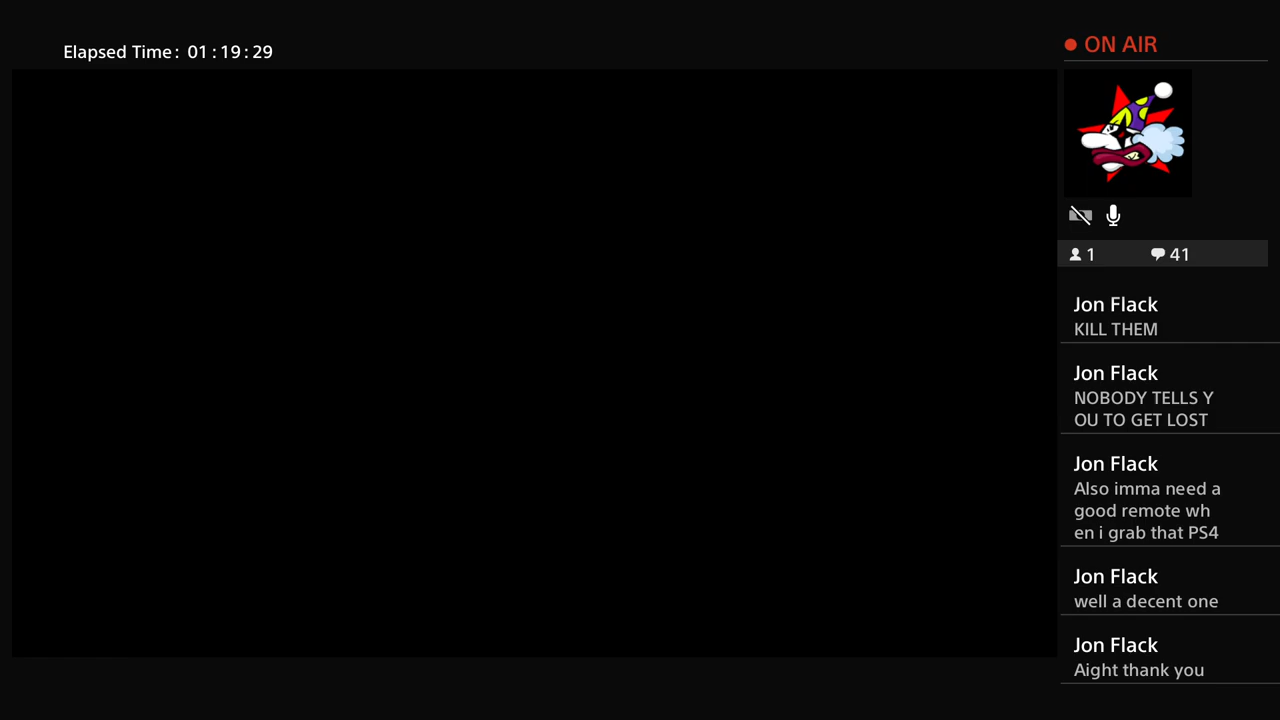 Elapsed Time: 01:19:29
ON AIR
1 41
Jon Flack
KILL THEM
Jon Flack
NOBODY TELLS Y
OU TO GET LOST
Jon Flack
Also imma need a
good remote wh
en i grab that PS4
Jon Flack
well a decent one
Jon Flack
Aight thank you